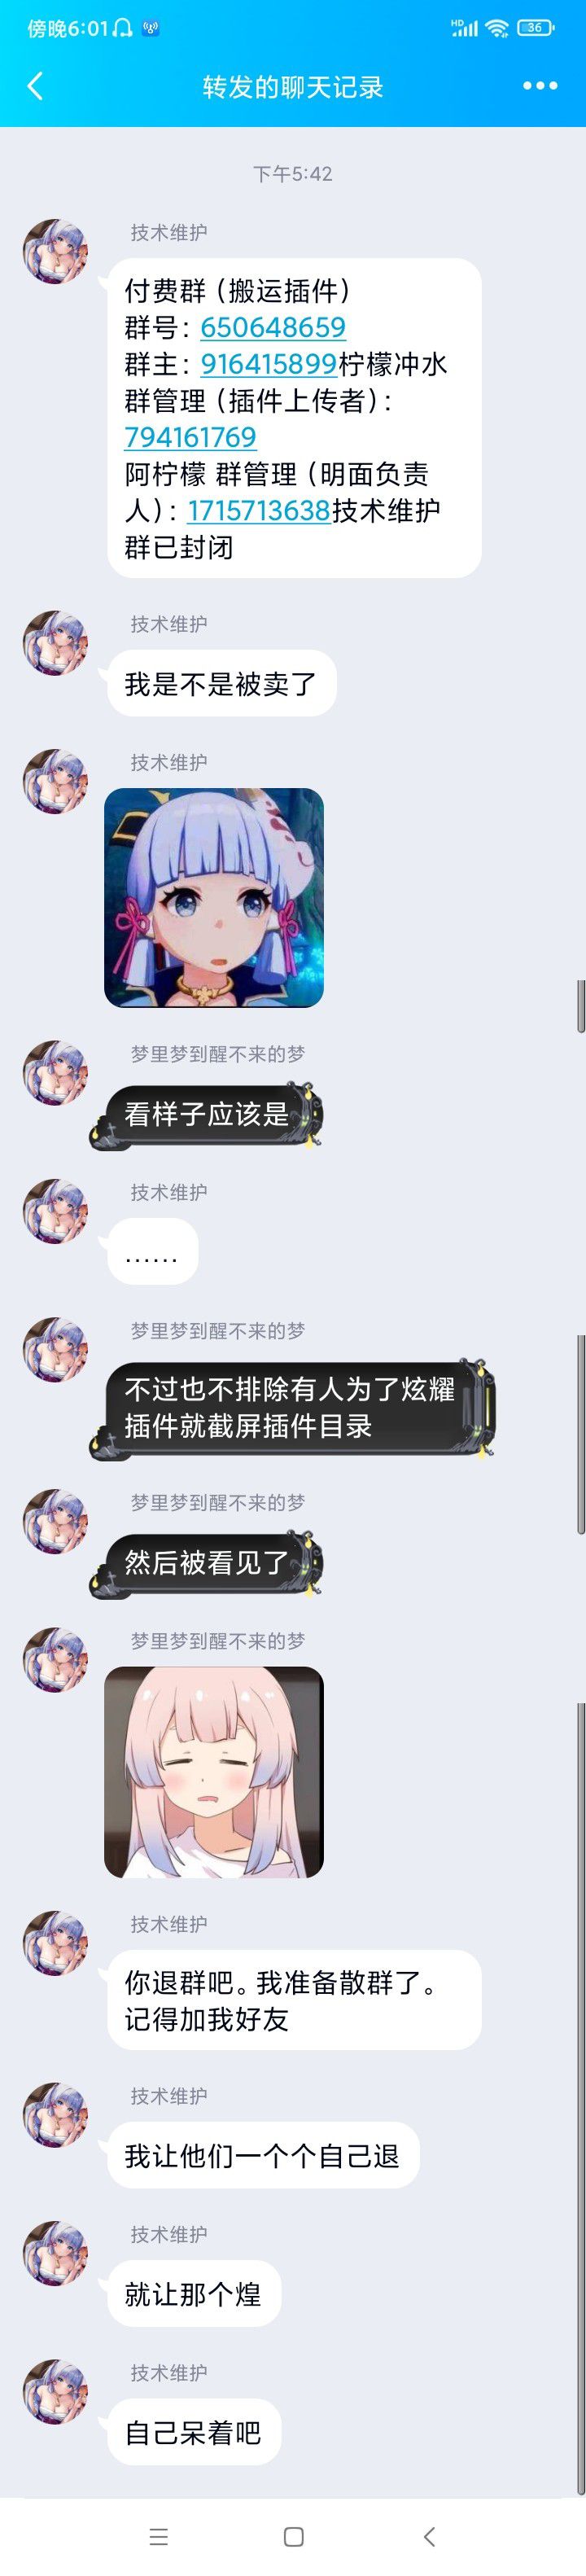 傍晚6:01
HD
36
转发的聊天记录
下午5:42
技术维护
付费群（搬运插件）
群号：650648659
群主：916415899柠檬冲水
群管理（插件上传者）：
794161769
阿柠檬 群管理（明面负责
人）：1715713638技术维护
群已封闭
技术维护
我是不是被卖了
技术维护
梦里梦到醒不来的梦
看样子应该是
技术维护
……
梦里梦到醒不来的梦
不过也不排除有人为了炫耀
插件就截屏插件目录
梦里梦到醒不来的梦
然后被看见了
梦里梦到醒不来的梦
技术维护
你退群吧。我准备散群了。
记得加我好友
技术维护
我让他们一个个自己退
技术维护
就让那个煌
技术维护
自己呆着吧